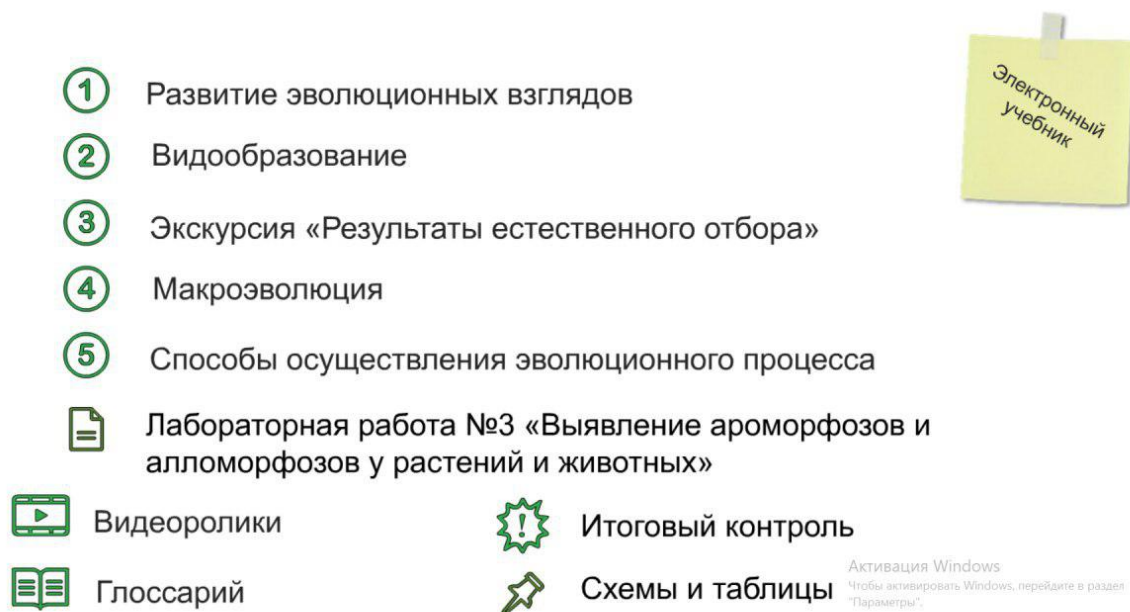 Электронный
учебник
1 Развитие эволюционных взглядов
2 Видообразование
3 Экскурсия «Результаты естественного отбора»
4 Макроэволюция
5 Способы осуществления эволюционного процесса
Лабораторная работа №3 «Выявление ароморфозов и
алломорфозов у растений и животных»
Видеоролики
! Итоговый контроль
Глоссарий
Схемы и таблицы
Активация Windows
Чтобы активировать Windows, перейдите в раздел
"Параметры".